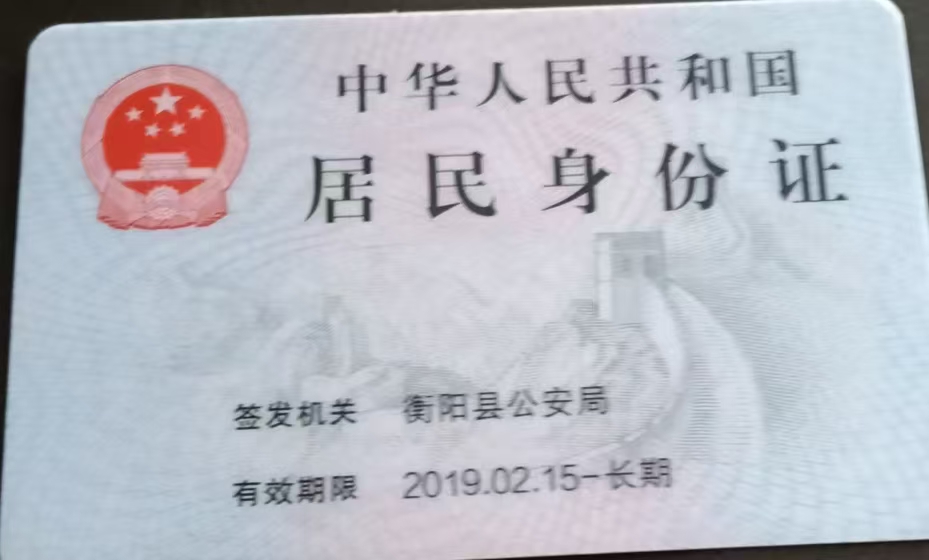 中华人民共和国
居民身份证
签发机关 衡阳县公安局
有效期限 2019.02.15-长期